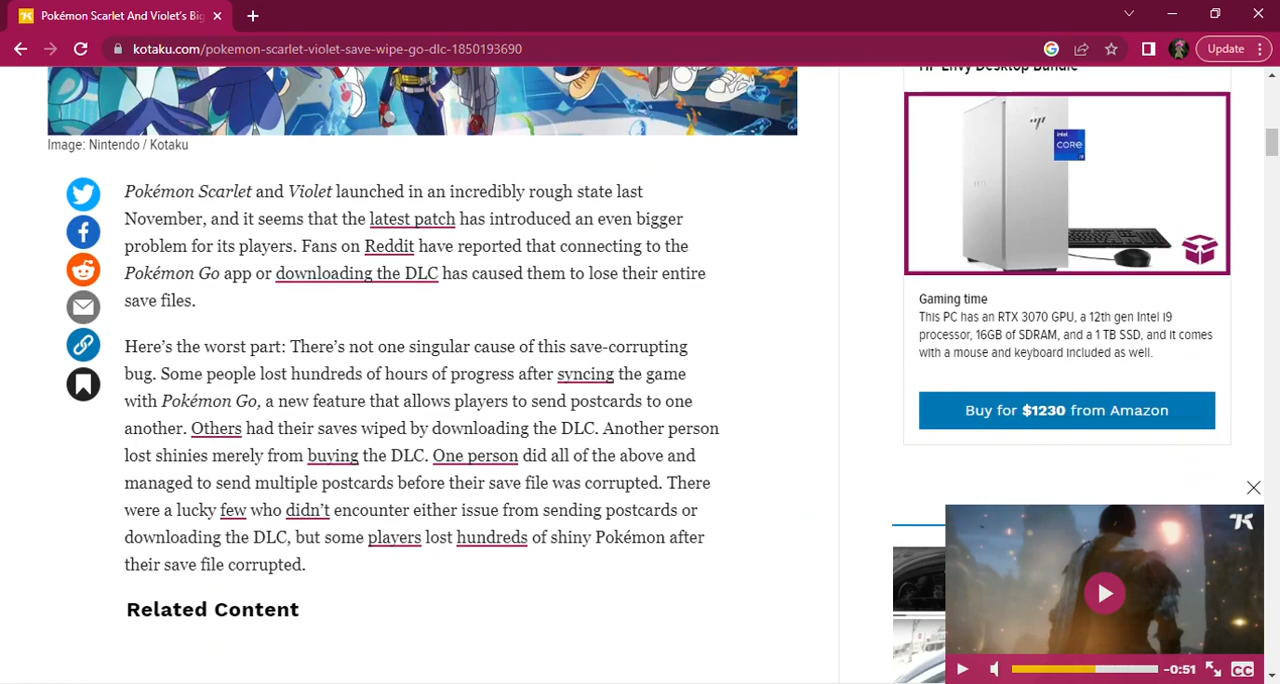 Pokémon Scarlet And Violet's Big
kotaku.com/pokemon-scarlet-violet-save-wipe-go-dlc-1850193690
Update
Image: Nintendo / Kotaku
Pokémon Scarlet and Violet launched in an incredibly rough state last
November, and it seems that the latest patch has introduced an even bigger
problem for its players. Fans on Reddit have reported that connecting to the
Pokémon Go app or downloading the DLC has caused them to lose their entire
save files.
Here's the worst part: There's not one singular cause of this save-corrupting
bug. Some people lost hundreds of hours of progress after syncing the game
with Pokémon Go, a new feature that allows players to send postcards to one
another. Others had their saves wiped by downloading the DLC. Another person
lost shinies merely from buying the DLC. One person did all of the above and
managed to send multiple postcards before their save file was corrupted. There
were a lucky few who didn't encounter either issue from sending postcards or
downloading the DLC, but some players lost hundreds of shiny Pokémon after
their save file corrupted.
Related Content
HP Envy Desktop Bundle
hp
intel
CORE
i9
Gaming time
This PC has an RTX 3070 GPU, a 12th gen Intel i9
processor, 16GB of SDRAM, and a 1 TB SSD, and it comes
with a mouse and keyboard included as well.
Buy for $1230 from Amazon
-0:51
CC